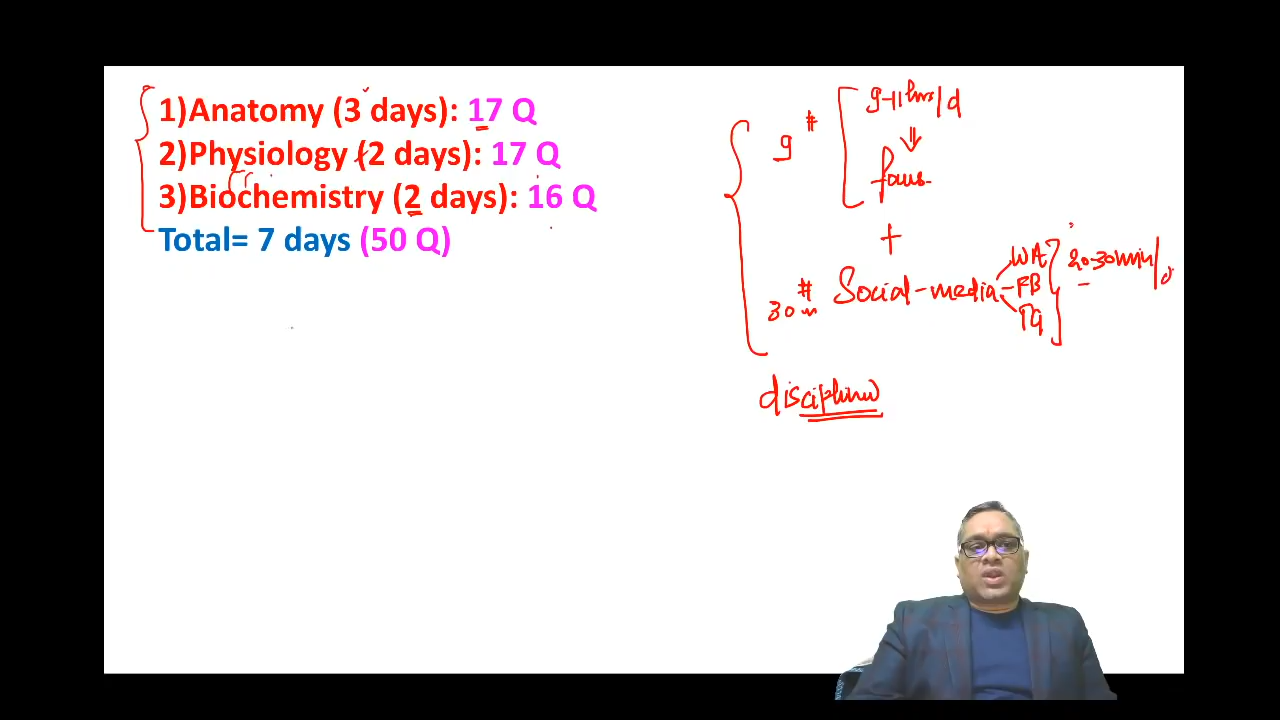 1)Anatomy (3 days): 17 Q
2)Physiology (2 days): 17 Q
3)Biochemistry (2 days): 16 Q
Total= 7 days (50 Q)
9-11 hrs/d
9 #
+
WA
Social-media - FB
20-30 min/d
30 #
discipline